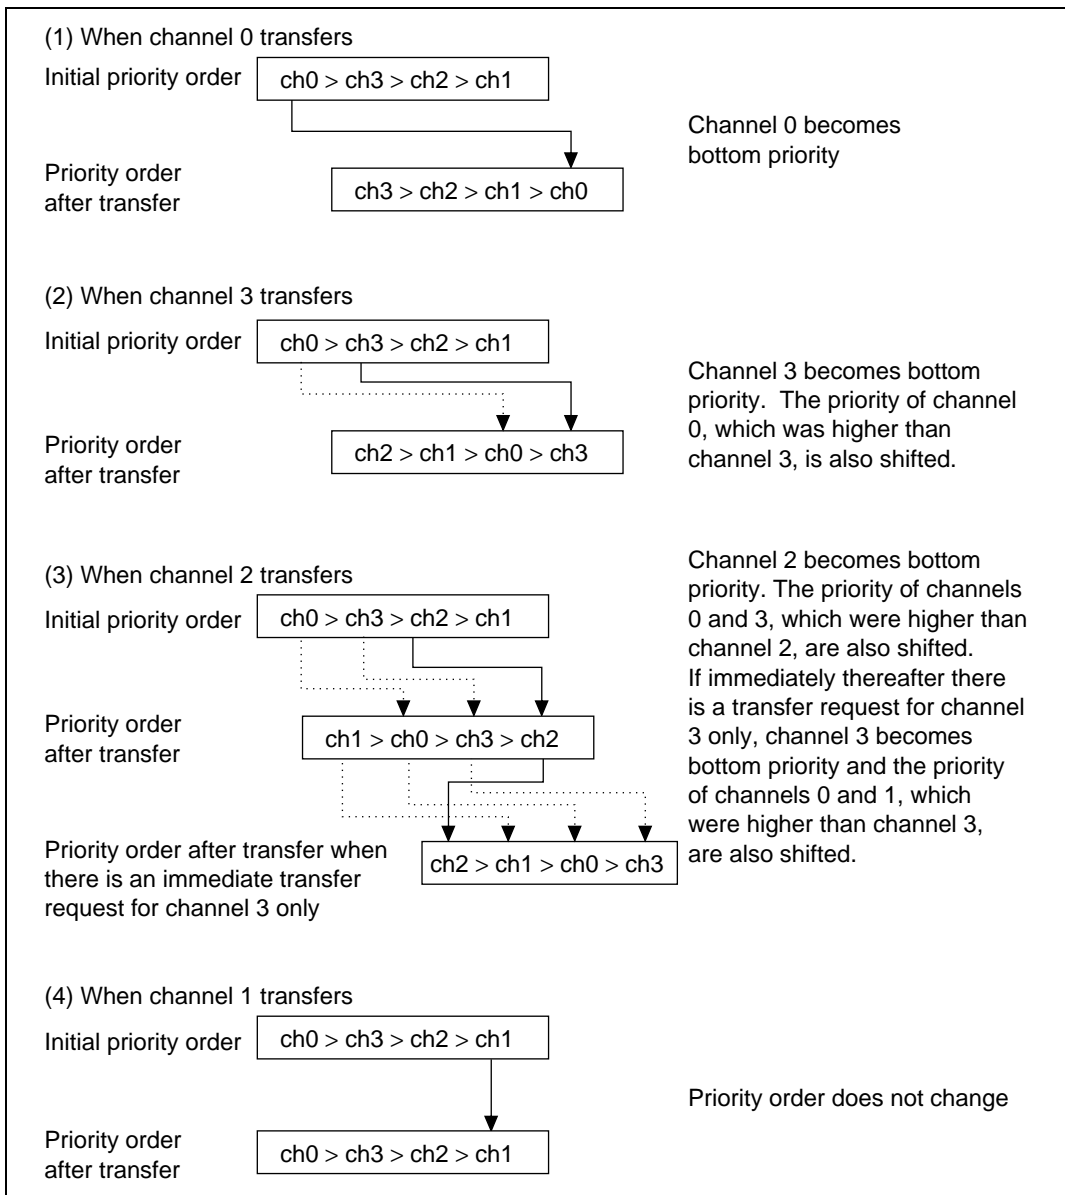 (1) When channel 0 transfers
Initial priority order
ch0 > ch3 > ch2 > ch1
Channel 0 becomes
bottom priority
Priority order
after transfer
ch3 > ch2 > ch1 > ch0
(2) When channel 3 transfers
Initial priority order
ch0 > ch3 > ch2 > ch1
Channel 3 becomes bottom
priority.  The priority of channel
0, which was higher than
channel 3, is also shifted.
Priority order
after transfer
ch2 > ch1 > ch0 > ch3
(3) When channel 2 transfers
Initial priority order
ch0 > ch3 > ch2 > ch1
Channel 2 becomes bottom
priority. The priority of channels
0 and 3, which were higher than
channel 2, are also shifted.
If immediately thereafter there
is a transfer request for channel
3 only, channel 3 becomes
bottom priority and the priority
of channels 0 and 1, which
were higher than channel 3,
are also shifted.
Priority order
after transfer
ch1 > ch0 > ch3 > ch2
Priority order after transfer when
there is an immediate transfer
request for channel 3 only
ch2 > ch1 > ch0 > ch3
(4) When channel 1 transfers
Initial priority order
ch0 > ch3 > ch2 > ch1
Priority order does not change
Priority order
after transfer
ch0 > ch3 > ch2 > ch1